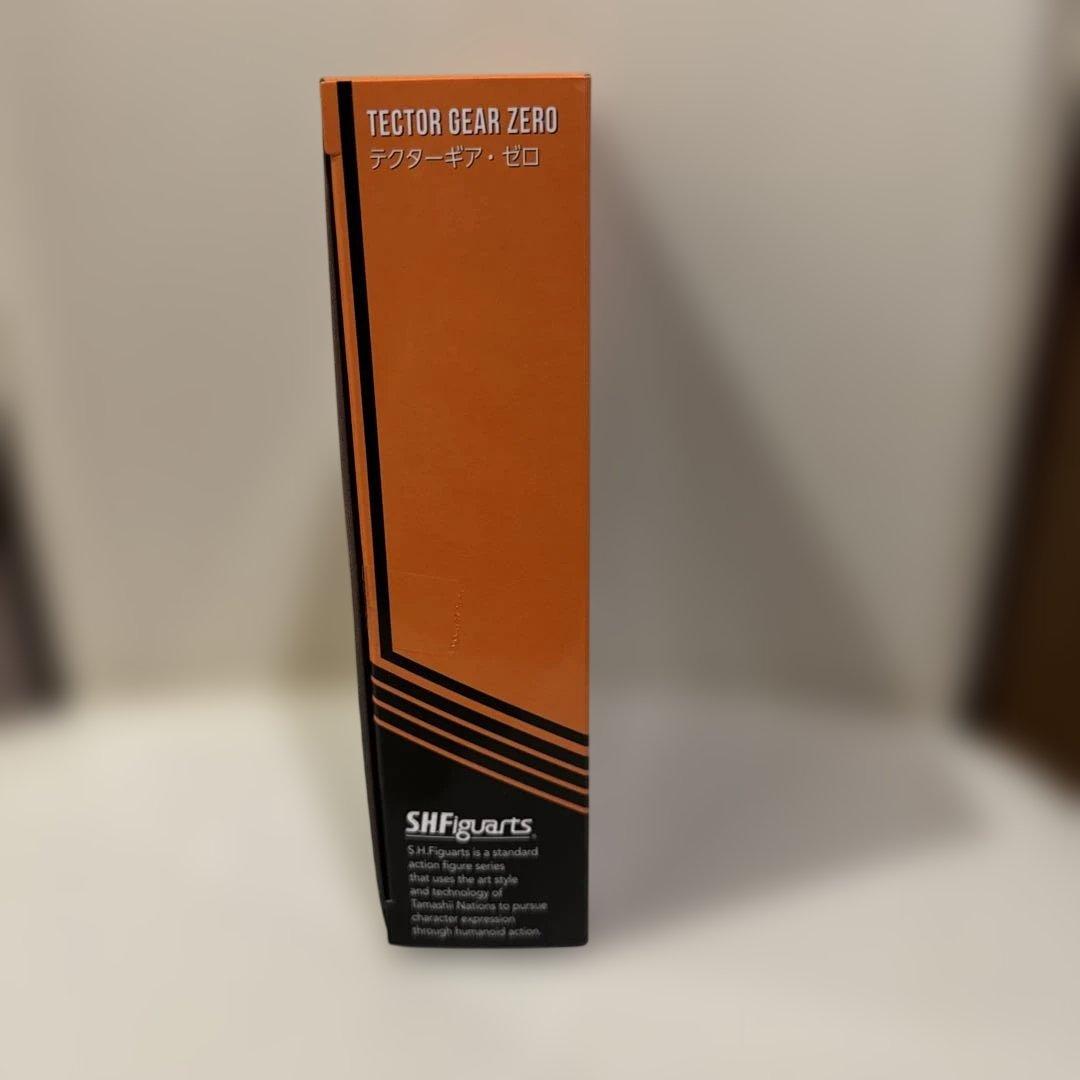 TECTOR GEAR ZERO
テクターギア・ゼロ
S.H.Figuarts
S.H.Figuarts is a standard
action figure series
that uses the art style
and technology of
Tamashii Nations to pursue
character expression
through humanoid action.